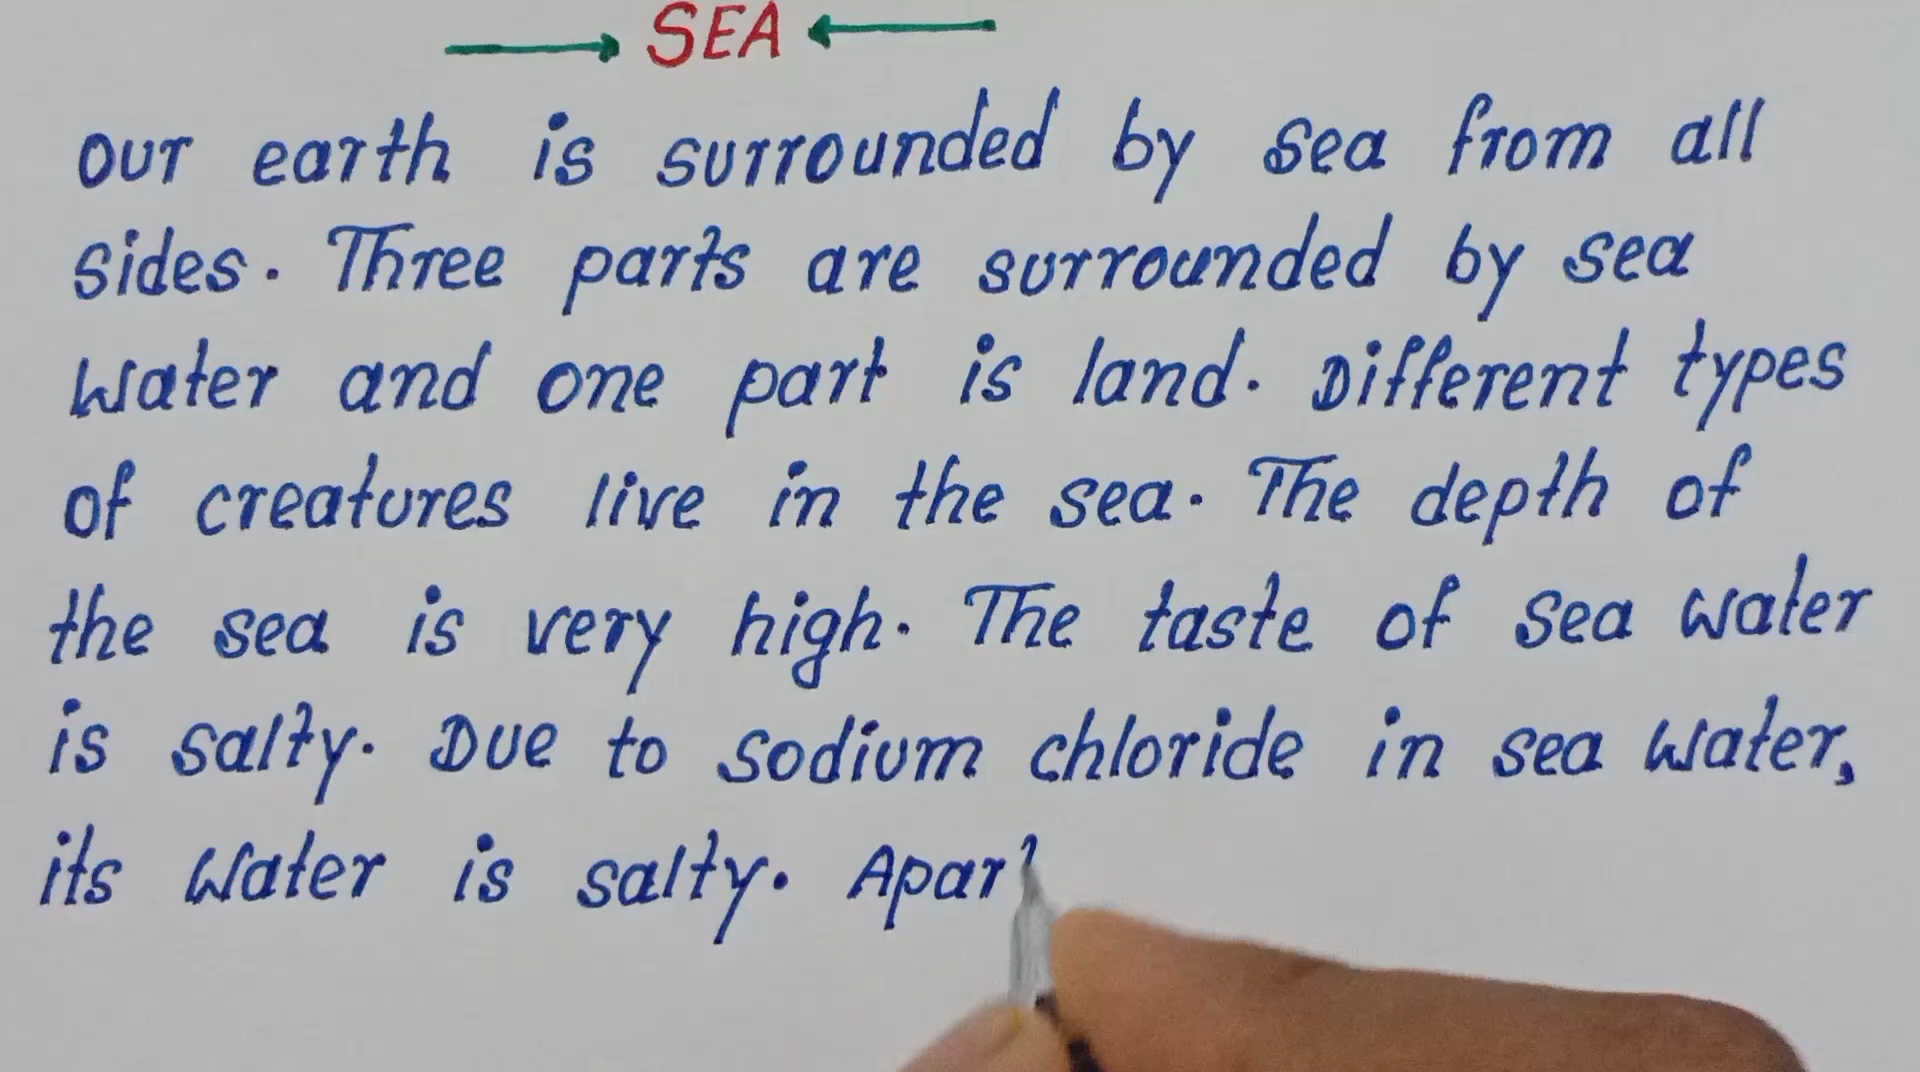 SEA
our earth is surrounded by sea from all
sides. Three parts are surrounded by sea
water and one part is land. Different types
of creatures live in the sea. The depth of
the sea is very high. The taste of sea water
is salty. Due to sodium chloride in sea water,
its water is salty. Apart